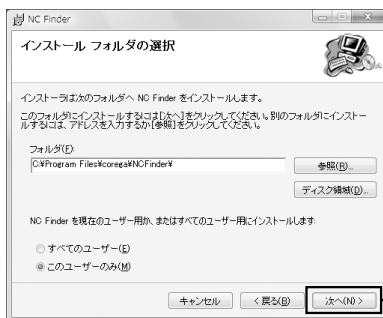 NC Finder
インストール フォルダの選択
インストーラは次のフォルダへ NC Finder をインストールします。
このフォルダにインストールするには[次へ]をクリックしてください。別のフォルダにインストー
ルするには、アドレスを入力するか[参照]をクリックしてください。
フォルダ(F):
C:¥Program Files¥corega¥NCFinder¥
参照(R)...
ディスク領域(D)...
NC Finder を現在のユーザー用か、またはすべてのユーザー用にインストールします:
すべてのユーザー(E)
このユーザーのみ(M)
キャンセル
< 戻る(B)
次へ(N) >